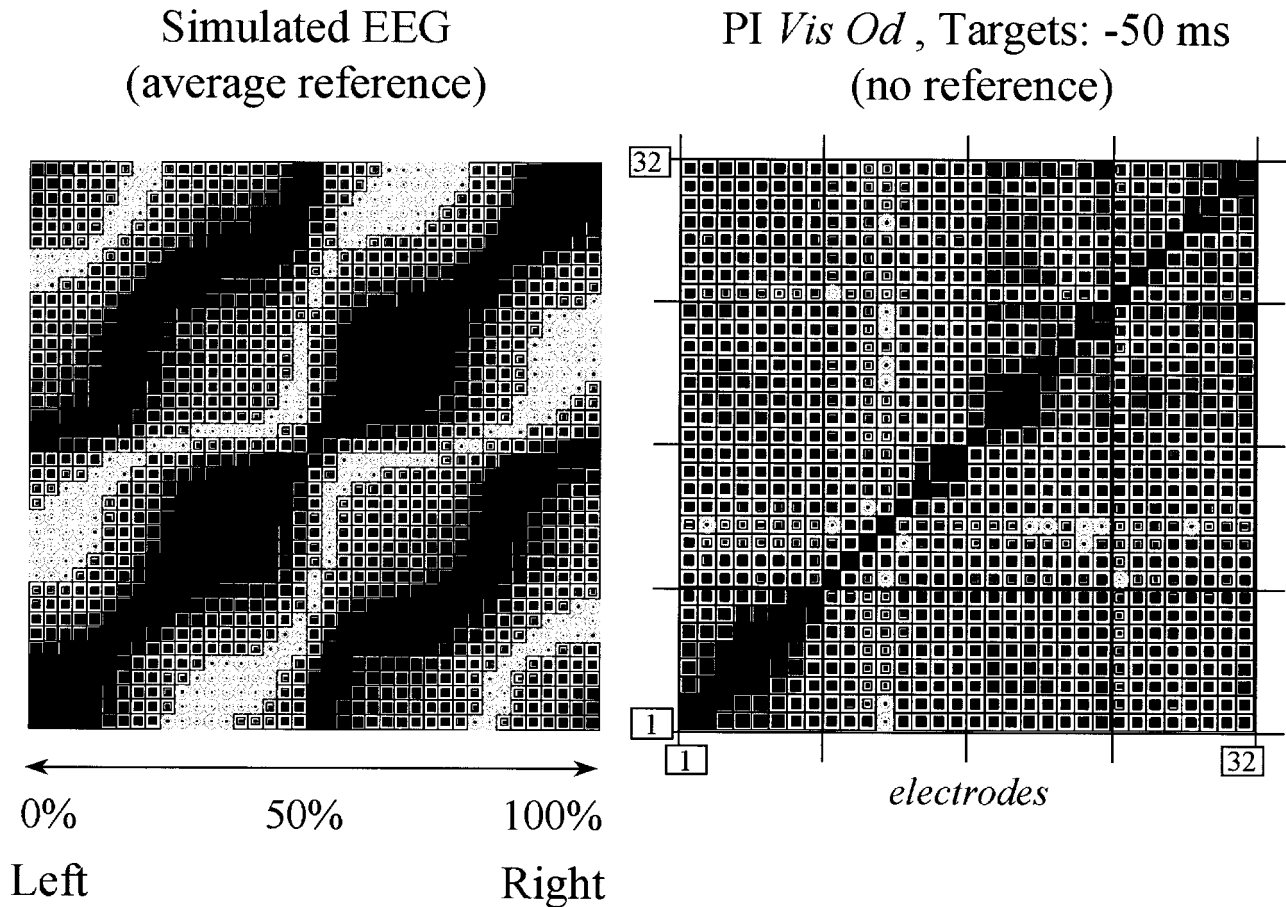 Simulated EEG
(average reference)
PI Vis Od , Targets: -50 ms
(no reference)
32
1
1
32
electrodes
0%
50%
100%
Left
Right